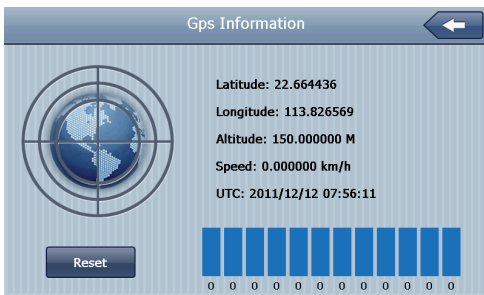 Gps Information
Latitude: 22.664436
Longitude: 113.826569
Altitude: 150.000000 M
Speed: 0.000000 km/h
UTC: 2011/12/12 07:56:11
Reset
0 0 0 0 0 0 0 0 0 0 0 0